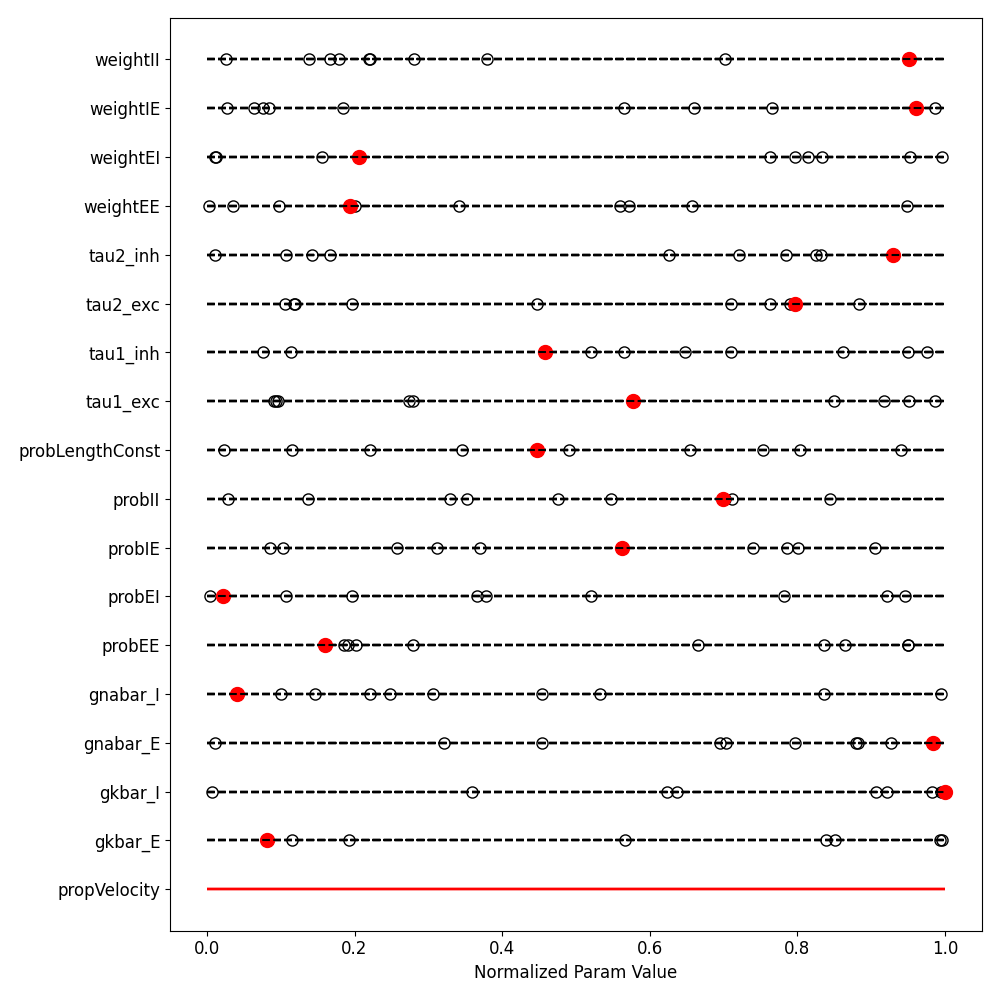 weightII
weightIE
weightEI
weightEE
tau2_inh
tau2_exc
tau1_inh
tau1_exc
probLengthConst
probII
probIE
probEI
probEE
gnabar_I
gnabar_E
gkbar_I
gkbar_E
propVelocity
0.0 0.2 0.4 0.6 0.8 1.0
Normalized Param Value